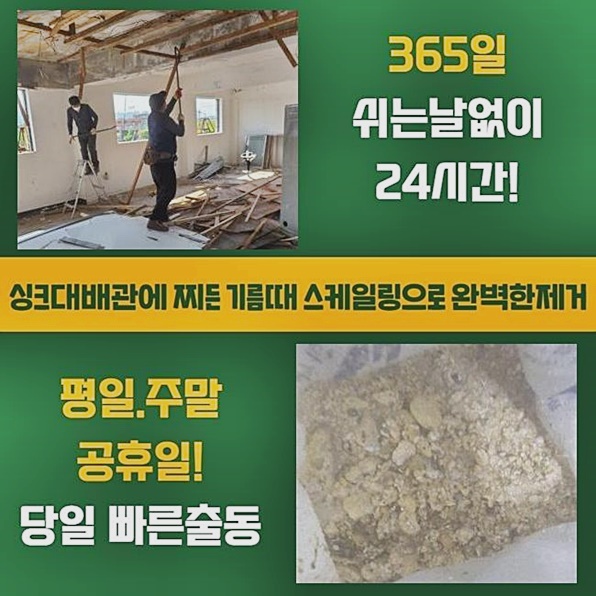 365일
쉬는날없이
24시간!
싱크대배관에 찌든 기름때 스케일링으로 완벽한제거
평일.주말
공휴일!
당일 빠른출동